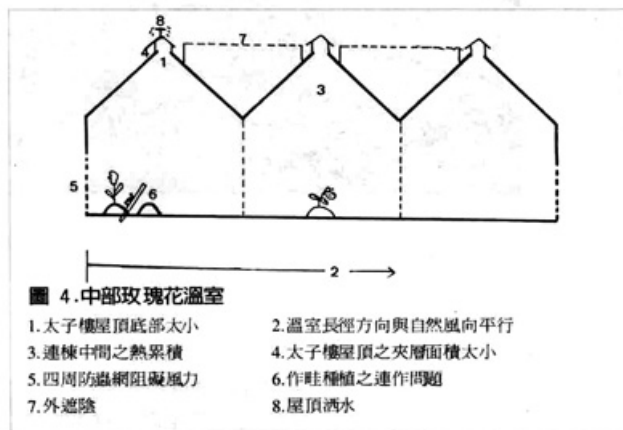 8
7
4
1
3
5
6
2
圖 4.中部玫瑰花溫室
1.太子樓屋頂底部太小
2.溫室長徑方向與自然風向平行
3.連棟中間之熱累積
4.太子樓屋頂之夾層面積太小
5.四周防蟲網阻礙風力
6.作畦種植之連作問題
7.外遮陰
8.屋頂洒水